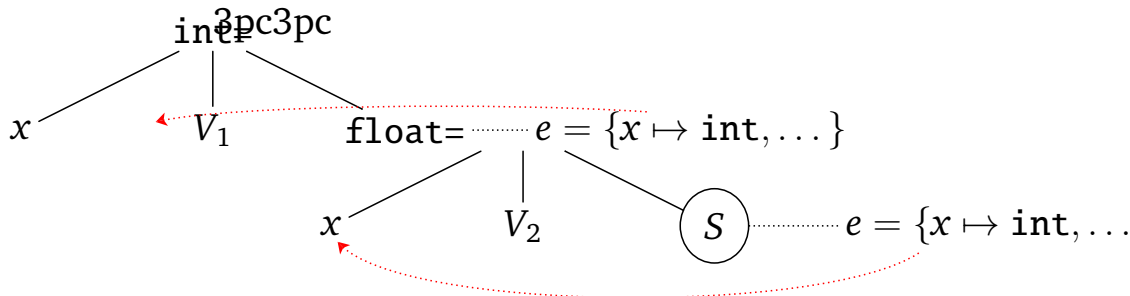 int= 3pc3pc
x V₁ float= e = {x ↦ int, … }
x V₂ S e = {x ↦ int, …